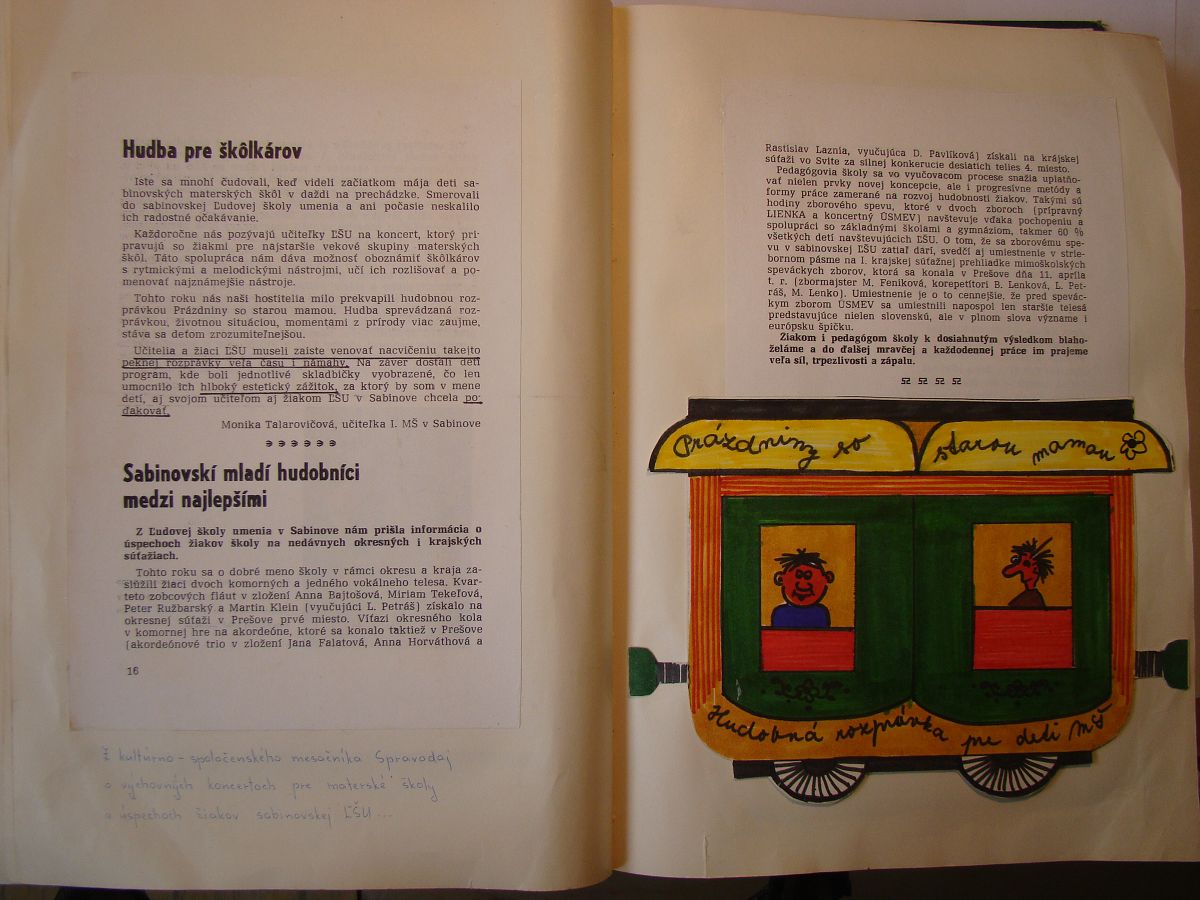 Hudba pre škôlkárov
Iste sa mnohí čudovali, keď videli začiatkom mája deti sa-
binovských materských škôl v daždi na prechádzke. Smerovali
do sabinovskej Ľudovej školy umenia a ani počasie neskalilo
ich radostné očakávanie.
Každoročne nás pozývajú učiteľky ĽŠU na koncert, ktorý pri-
pravujú so žiakmi pre najstaršie vekové skupiny materských
škôl. Táto spolupráca nám dáva možnosť oboznámiť škôlkárov
s rytmickými a melodickými nástrojmi, učí ich rozlišovať a po-
menovať najznámejšie nástroje.
Tohto roku nás naši hostitelia milo prekvapili hudobnou roz-
právkou Prázdniny so starou mamou. Hudba sprevádzaná roz-
právkou, životnou situáciou, momentami z prírody viac zaujme,
stáva sa deťom zrozumiteľnejšou.
Učitelia a žiaci ĽŠU museli zaiste venovať nacvičeniu takejto
peknej rozprávky veľa času i námahy. Na záver dostali deti
program, kde boli jednotlivé skladbičky vyobrazené, čo len
umocnilo ich hlboký estetický zážitok, za ktorý by som v mene
detí, aj svojom učiteľom aj žiakom ĽŠU v Sabinove chcela po-
ďakovať.
Monika Talarovičová, učiteľka I. MŠ v Sabinove
Sabinovskí mladí hudobníci
medzi najlepšími
Z Ľudovej školy umenia v Sabinove nám prišla informácia o
úspechoch žiakov školy na nedávnych okresných i krajských
súťažiach.
Tohto roku sa o dobré meno školy v rámci okresu a kraja za-
slúžili žiaci dvoch komorných a jedného vokálneho telesa. Kvar-
teto zobcových fláut v zložení Anna Bajtošová, Miriam Tekeľová,
Peter Ružbarský a Martin Klein (vyučujúci L. Petráš) získalo na
okresnej súťaži v Prešove prvé miesto. Víťazi okresného kola
v komornej hre na akordeóne, ktoré sa konalo taktiež v Prešove
(akordeónové trio v zložení Jana Falatová, Anna Horváthová a
16
Z kultúrno-spoločenského mesačníka Spravodaj
o výchovných koncertoch pre materské školy
a úspechoch žiakov sabinovskej ĽŠU...
Rastislav Laznia, vyučujúca D. Pavlíková) získali na krajskej
súťaži vo Svite za silnej konkurencie desiatich telies 4. miesto.
Pedagógovia školy sa vo vyučovacom procese snažia uplatňo-
vať nielen prvky novej koncepcie, ale i progresívne metódy a
formy práce zamerané na rozvoj hudobnosti žiakov. Takými sú
hodiny zborového spevu, ktoré v dvoch zboroch (prípravný
LIENKA a koncertný ÚSMEV) navštevuje vďaka pochopeniu a
spolupráci so základnými školami a gymnáziom, takmer 60 %
všetkých detí navštevujúcich ĽŠU. O tom, že sa zborovému spe-
vu v sabinovskej ĽŠU zatiaľ darí, svedčí aj umiestnenie v strie-
bornom pásme na I. krajskej súťažnej prehliadke mimoškolských
speváckych zborov, ktorá sa konala v Prešove dňa 11. apríla
t. r. (zbormajster M. Feníková, korepetítori B. Lenková, L. Pet-
ráš, M. Lenko). Umiestnenie je o to cennejšie, že pred spevác-
kym zborom ÚSMEV sa umiestnili napospol len staršie telesá
predstavujúce nielen slovenskú, ale v plnom slova význame i
európsku špičku.
Žiakom i pedagógom školy k dosiahnutým výsledkom blaho-
želáme a do ďalšej mravčej a každodennej práce im prajeme
veľa síl, trpezlivosti a zápalu.
Prázdniny so starou mamou
Hudobná rozprávka pre deti MŠ